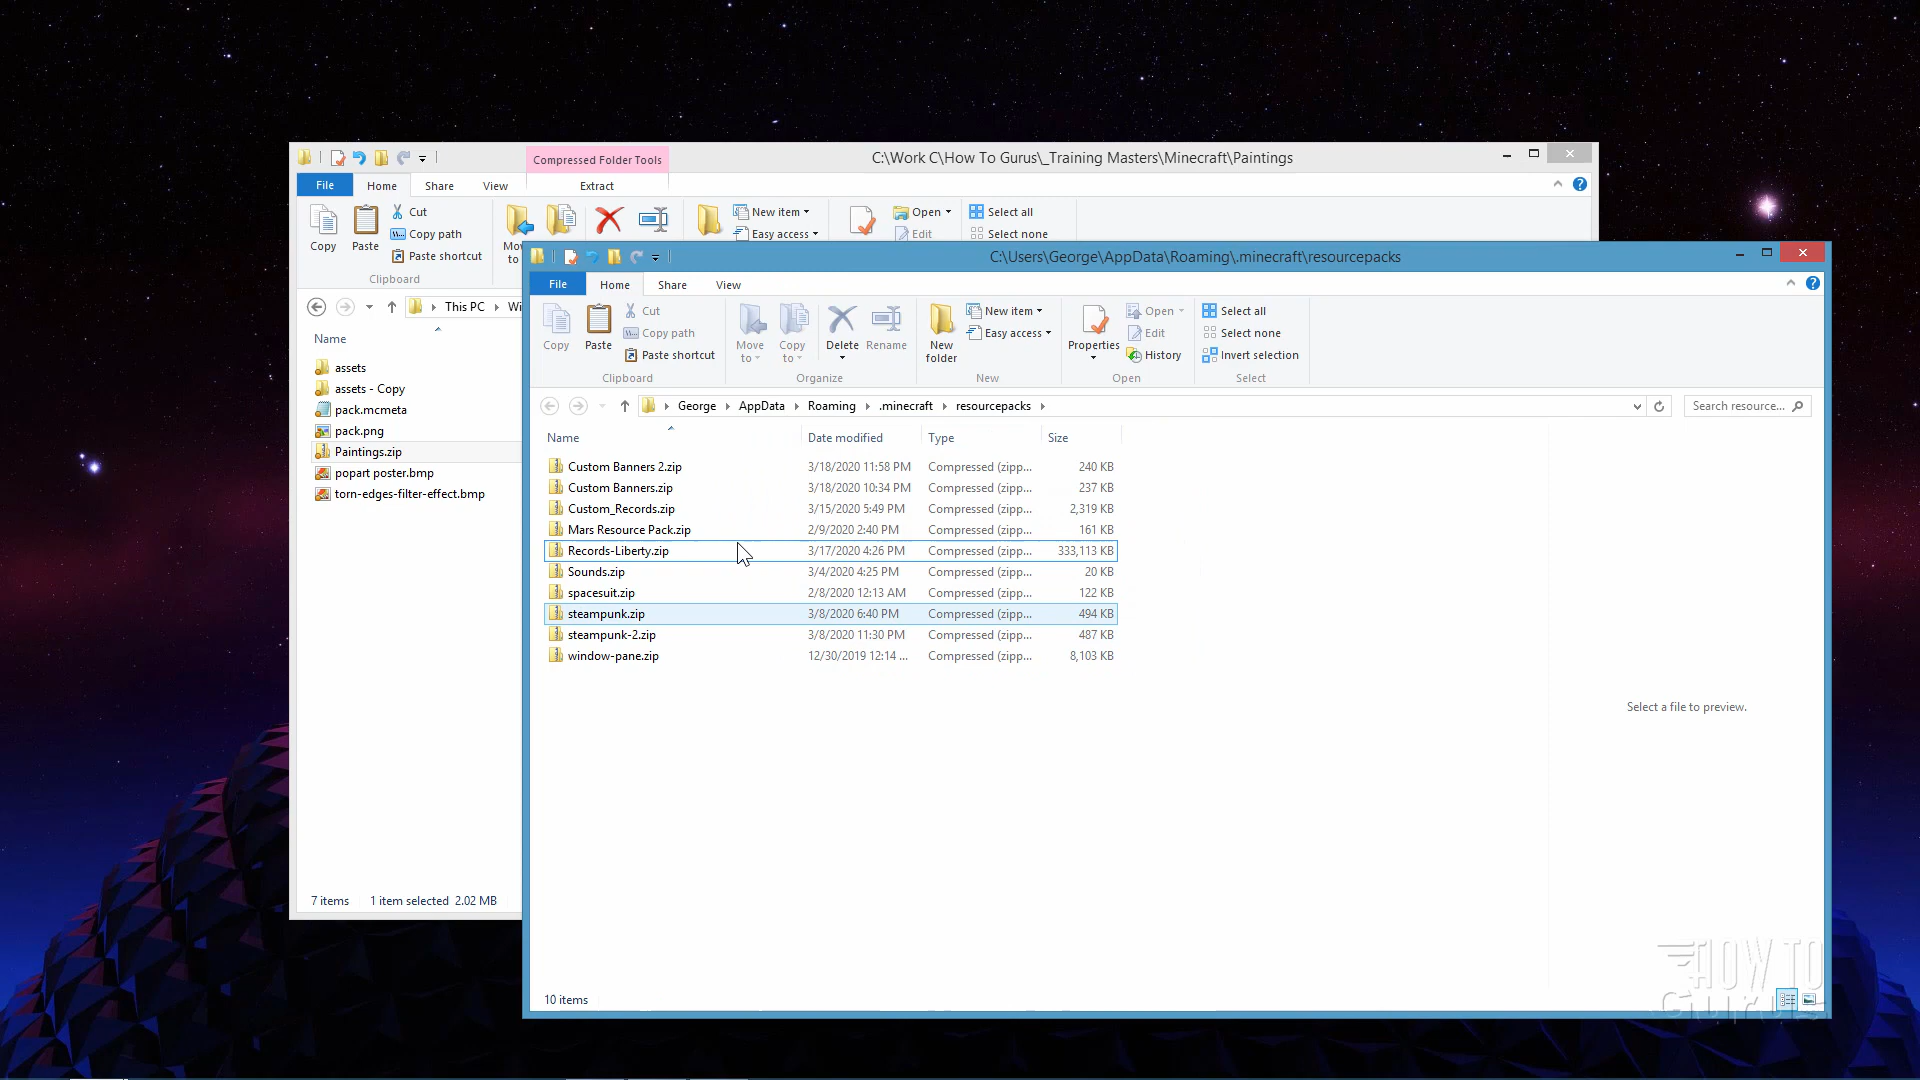 Compressed Folder Tools
C:\Work C\How To Gurus\_Training Masters\Minecraft\Paintings
File
Home
Share
View
Extract
Copy
Paste
Cut
Copy path
Paste shortcut
Clipboard
New item
Easy access
Open
Edit
Select all
Select none
This PC
Name
assets
assets - Copy
pack.mcmeta
pack.png
Paintings.zip
popart poster.bmp
torn-edges-filter-effect.bmp
7 items
1 item selected 2.02 MB
C:\Users\George\AppData\Roaming\.minecraft\resourcepacks
File
Home
Share
View
Copy
Paste
Cut
Copy path
Paste shortcut
Clipboard
Move
to
Copy
to
Delete
Rename
Organize
New
folder
New item
Easy access
New
Properties
Open
Edit
History
Open
Select all
Select none
Invert selection
Select
George
AppData
Roaming
.minecraft
resourcepacks
Search resource...
Name
Date modified
Type
Size
Custom Banners 2.zip 3/18/2020 11:58 PM Compressed (zipp... 240 KB
Custom Banners.zip 3/18/2020 10:34 PM Compressed (zipp... 237 KB
Custom_Records.zip 3/15/2020 5:49 PM Compressed (zipp... 2,319 KB
Mars Resource Pack.zip 2/9/2020 2:40 PM Compressed (zipp... 161 KB
Records-Liberty.zip 3/17/2020 4:26 PM Compressed (zipp... 333,113 KB
Sounds.zip 3/4/2020 4:25 PM Compressed (zipp... 20 KB
spacesuit.zip 2/8/2020 12:13 AM Compressed (zipp... 122 KB
steampunk.zip 3/8/2020 6:40 PM Compressed (zipp... 494 KB
steampunk-2.zip 3/8/2020 11:30 PM Compressed (zipp... 487 KB
window-pane.zip 12/30/2019 12:14 ... Compressed (zipp... 8,103 KB
Select a file to preview.
10 items
HOW TO
GURUS